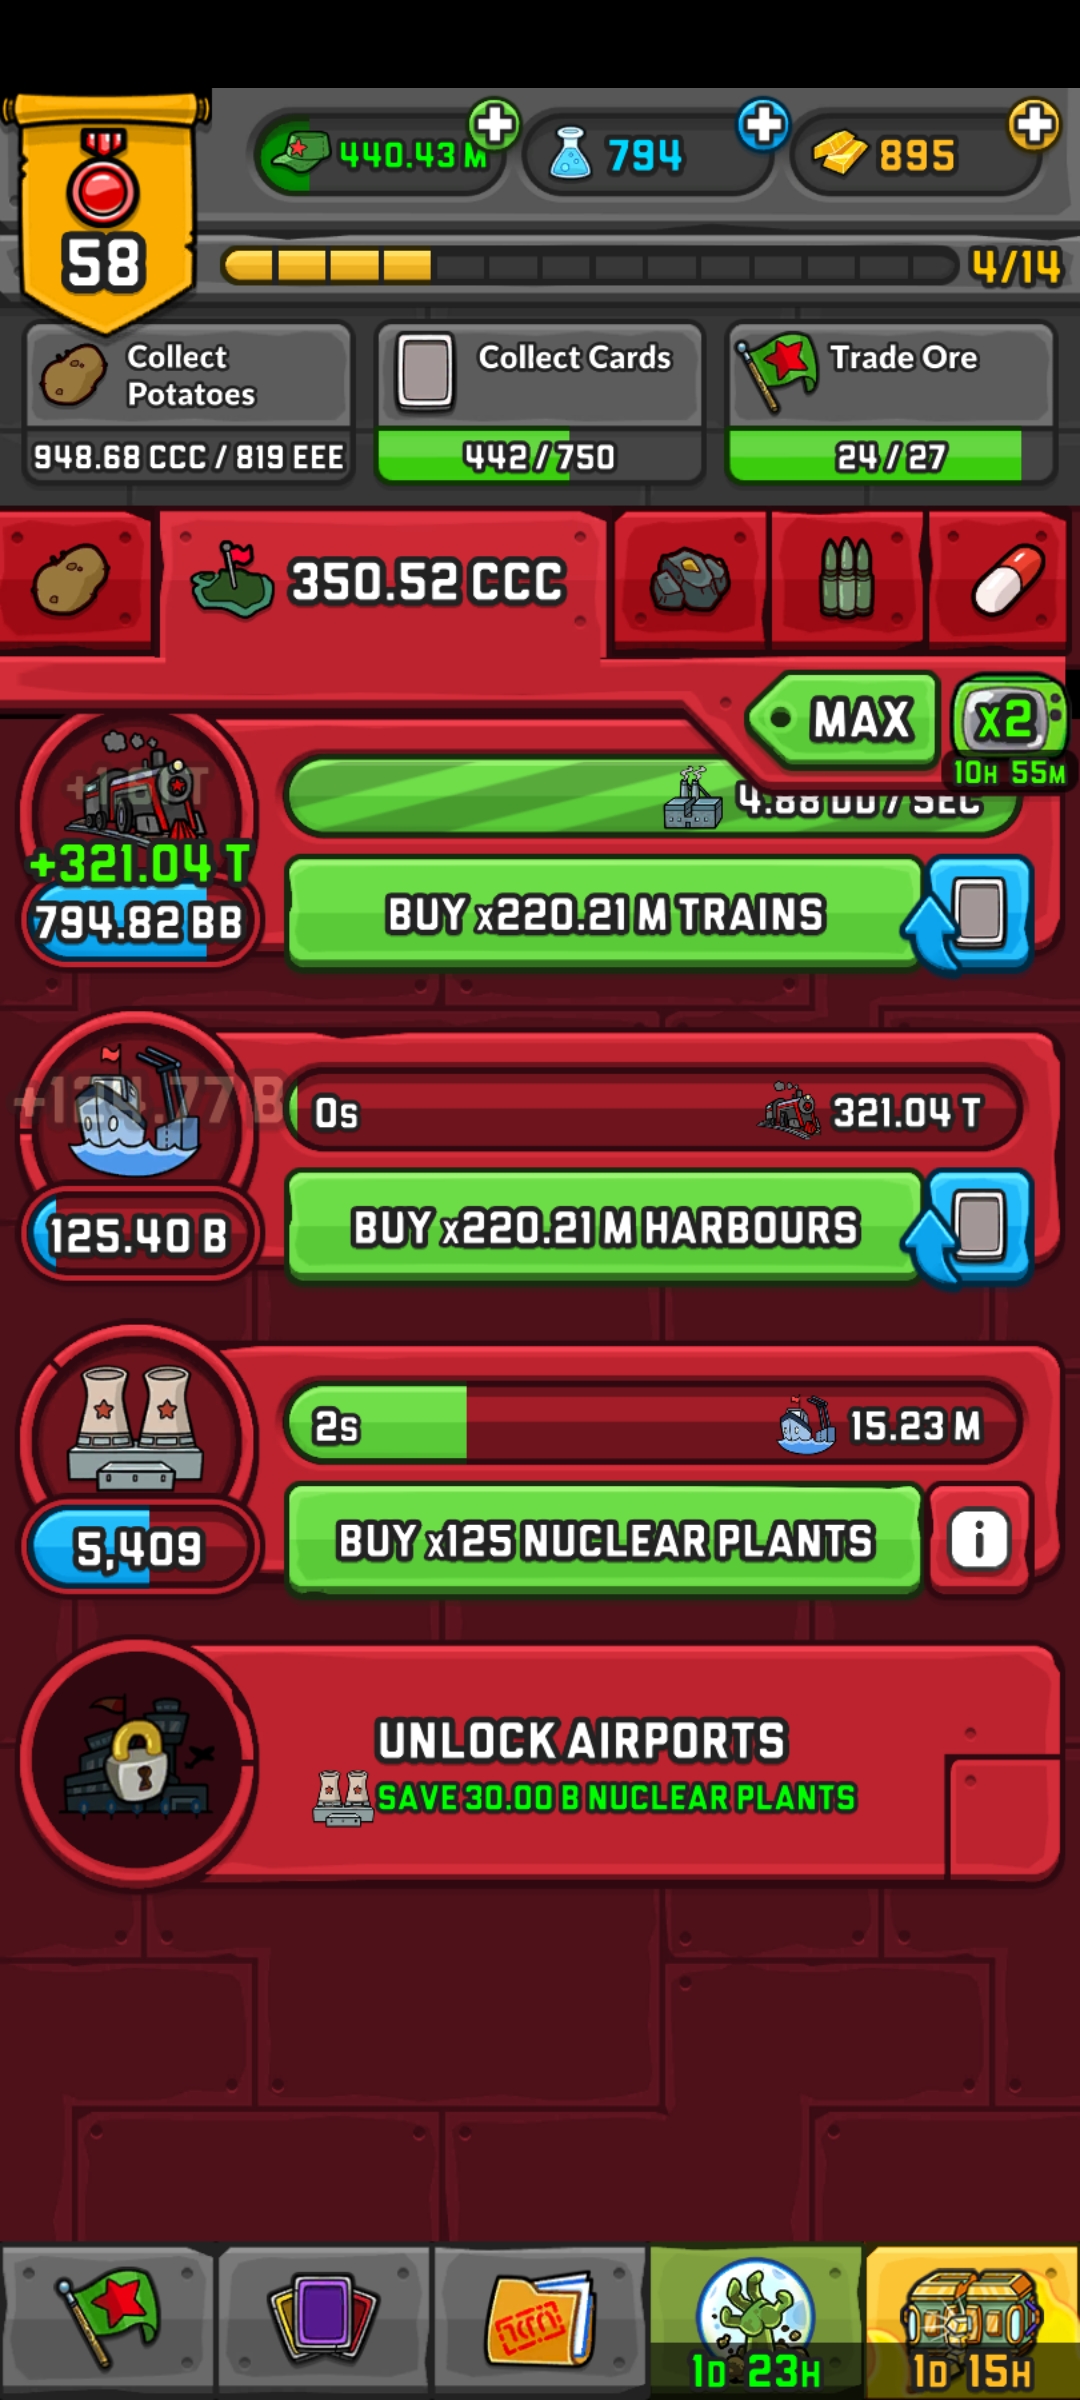 440.43 M
794
895
58
4/14
Collect
Potatoes
Collect Cards
Trade Ore
948.68 CCC / 819 EEE
442/750
24/27
350.52 CCC
MAX
x2
10H 55M
4.88 DD / SEC
+321.04 T
794.82 BB
BUY x220.21 M TRAINS
0s
321.04 T
125.40 B
BUY x220.21 M HARBOURS
2s
15.23 M
5,409
BUY x125 NUCLEAR PLANTS
i
UNLOCK AIRPORTS
SAVE 30.00 B NUCLEAR PLANTS
1D 23H
1D 15H